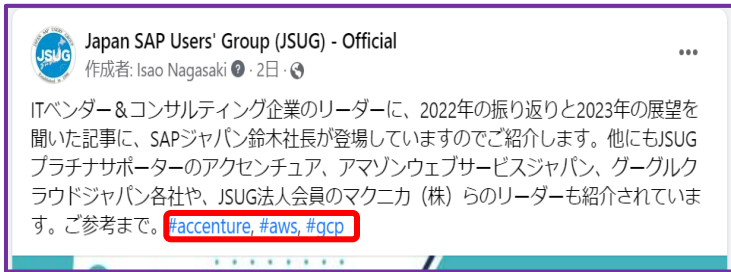 JSUG
Japan SAP Users' Group (JSUG) - Official
作成者: Isao Nagasaki · 2日 ·
ITベンダー＆コンサルティング企業のリーダーに、2022年の振り返りと2023年の展望を
聞いた記事に、SAPジャパン鈴木社長が登場していますのでご紹介します。他にもJSUG
プラチナサポーターのアクセンチュア、アマゾンウェブサービスジャパン、グーグルク
ラウドジャパン各社や、JSUG法人会員のマクニカ（株）らのリーダーも紹介されていま
す。ご参考まで。#accenture, #aws, #gcp